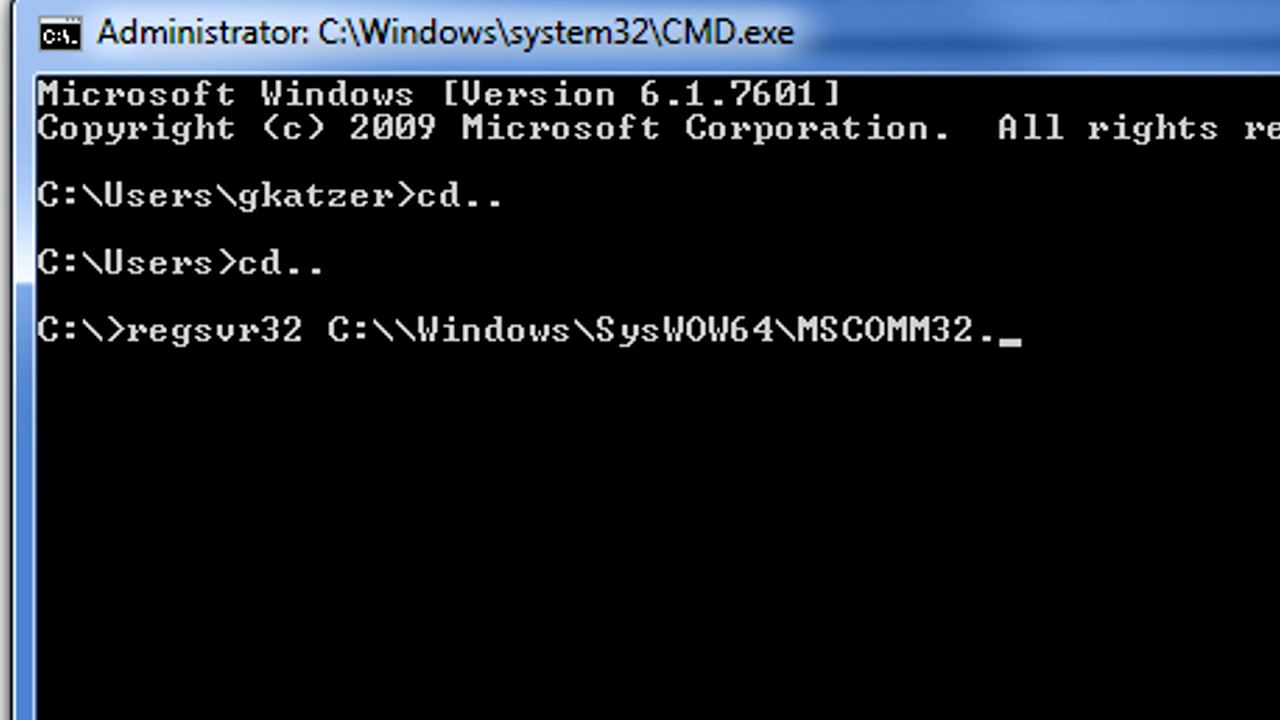 Administrator: C:\Windows\system32\CMD.exe
Microsoft Windows [Version 6.1.7601]
Copyright (c) 2009 Microsoft Corporation.  All rights re
C:\Users\gkatzer>cd..
C:\Users>cd..
C:\>regsvr32 C:\\Windows\SysWOW64\MSCOMM32._